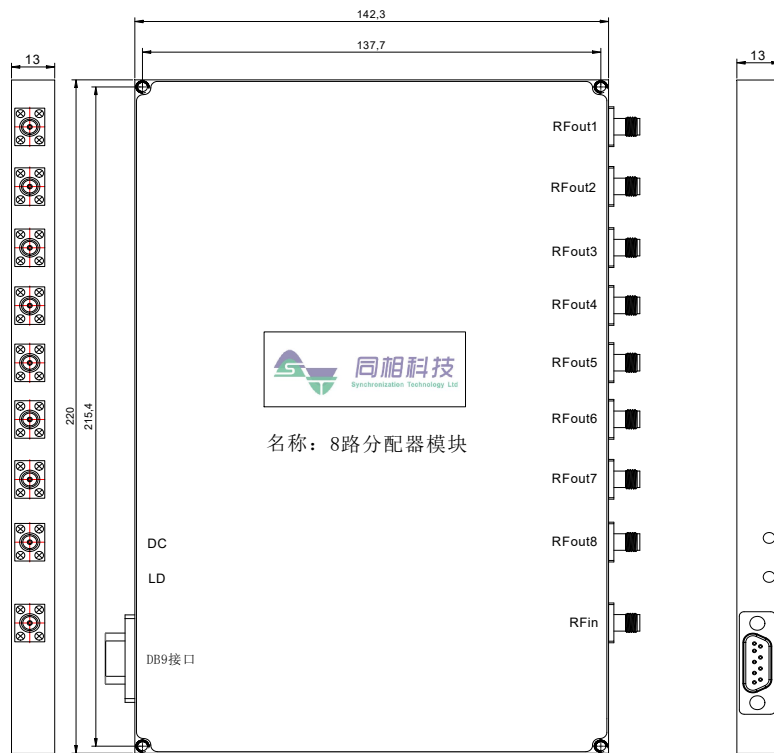 142,3
137,7
13
13
RFout1
RFout2
RFout3
RFout4
RFout5
同相科技
Synchronization Technology Ltd
220
215,4
RFout6
名称：8路分配器模块
RFout7
DC
RFout8
LD
RFin
DB9接口